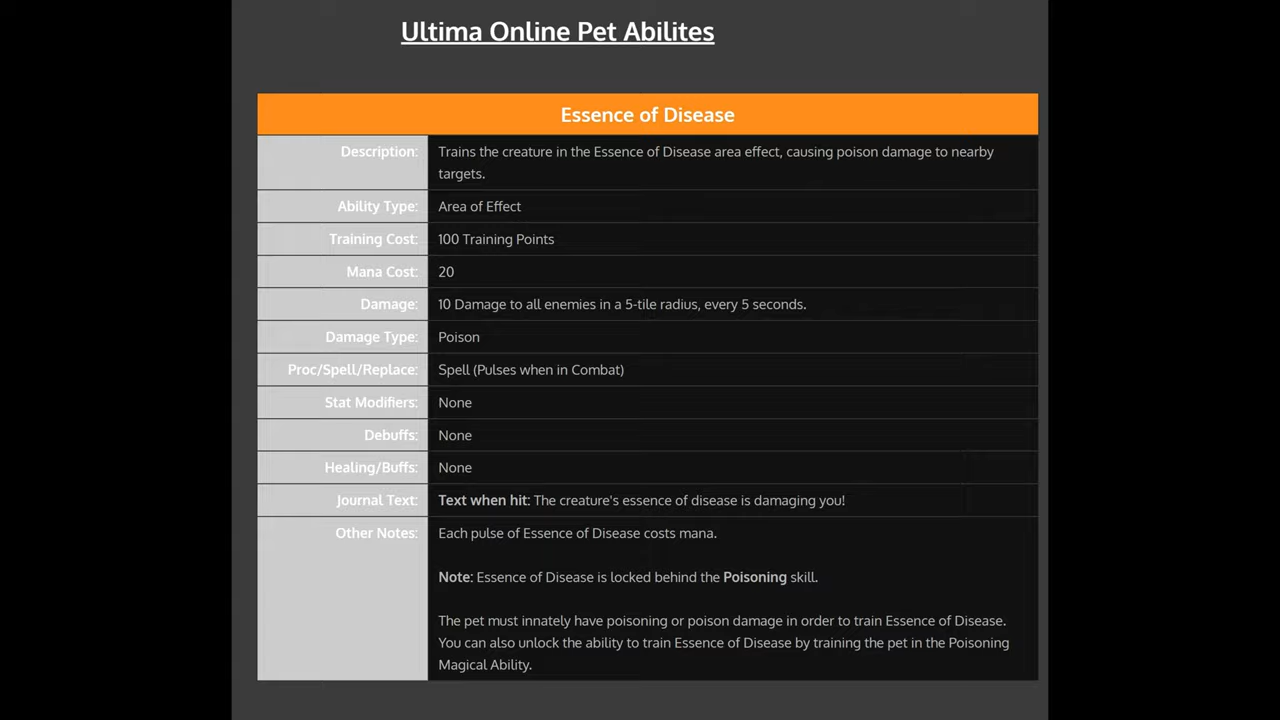 Ultima Online Pet Abilites
Essence of Disease
Description: Trains the creature in the Essence of Disease area effect, causing poison damage to nearby
targets.
Ability Type: Area of Effect
Training Cost: 100 Training Points
Mana Cost: 20
Damage: 10 Damage to all enemies in a 5-tile radius, every 5 seconds.
Damage Type: Poison
Proc/Spell/Replace: Spell (Pulses when in Combat)
Stat Modifiers: None
Debuffs: None
Healing/Buffs: None
Journal Text: Text when hit: The creature's essence of disease is damaging you!
Other Notes: Each pulse of Essence of Disease costs mana.
Note: Essence of Disease is locked behind the Poisoning skill.
The pet must innately have poisoning or poison damage in order to train Essence of Disease.
You can also unlock the ability to train Essence of Disease by training the pet in the Poisoning
Magical Ability.